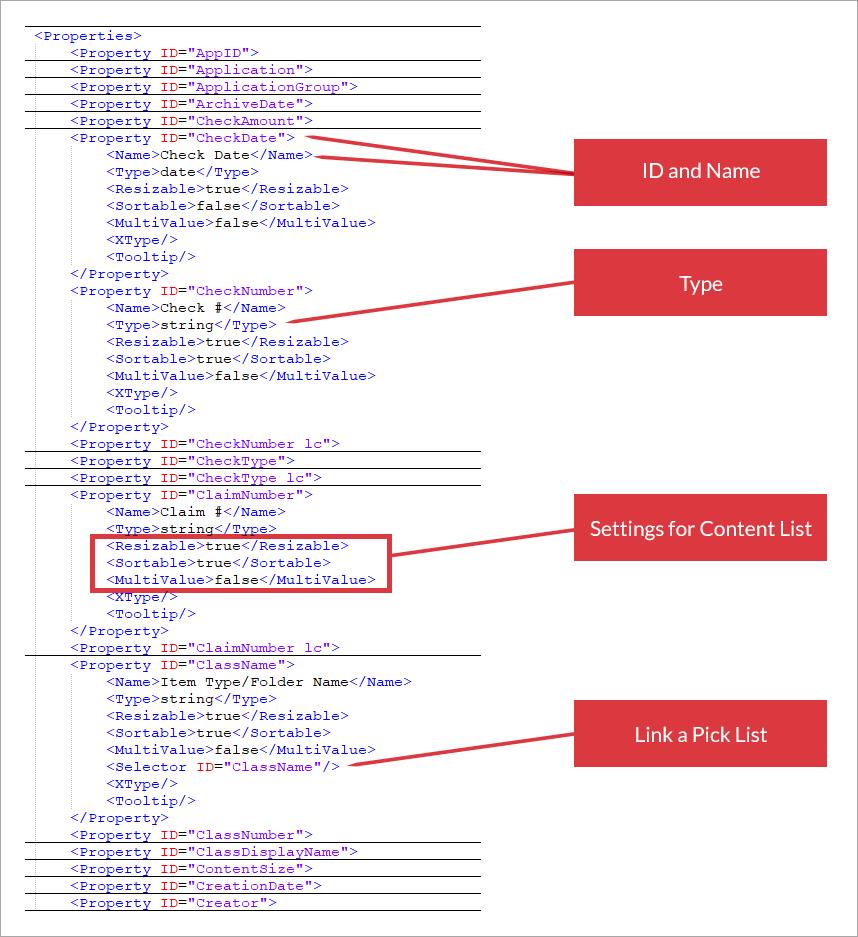 <Properties>
<Property ID="AppID">
<Property ID="Application">
<Property ID="ApplicationGroup">
<Property ID="ArchiveDate">
<Property ID="CheckAmount">
<Property ID="CheckDate">
<Name>Check Date</Name>
ID and Name
<Type>date</Type>
<Resizable>true</Resizable>
<Sortable>false</Sortable>
<MultiValue>false</MultiValue>
<XType/>
<Tooltip/>
</Property>
<Property ID="CheckNumber">
Type
<Name>Check #</Name>
<Type>string</Type>
<Resizable>true</Resizable>
<Sortable>true</Sortable>
<MultiValue>false</MultiValue>
<XType/>
<Tooltip/>
</Property>
<Property ID="CheckNumber lc">
<Property ID="CheckType">
<Property ID="CheckType lc">
<Property ID="ClaimNumber">
<Name>Claim #</Name>
<Type>string</Type>
Settings for Content List
<Resizable>true</Resizable>
<Sortable>true</Sortable>
<MultiValue>false</MultiValue>
<XType/>
<Tooltip/>
</Property>
<Property ID="ClaimNumber lc">
<Property ID="ClassName">
<Name>Item Type/Folder Name</Name>
<Type>string</Type>
<Resizable>true</Resizable>
<Sortable>true</Sortable>
Link a Pick List
<MultiValue>false</MultiValue>
<Selector ID="ClassName"/>
<XType/>
<Tooltip/>
</Property>
<Property ID="ClassNumber">
<Property ID="ClassDisplayName">
<Property ID="ContentSize">
<Property ID="CreationDate">
<Property ID="Creator">